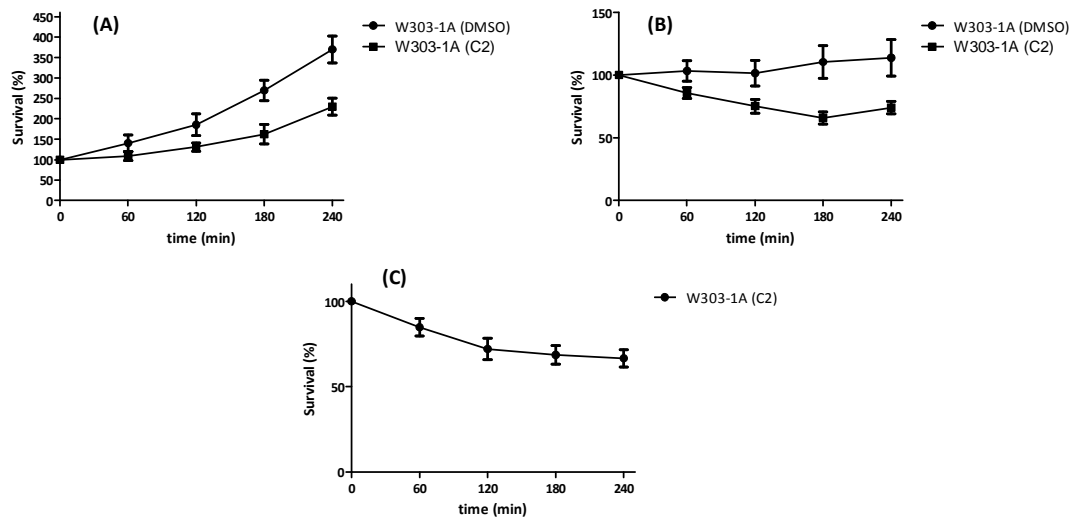 (A)
W303-1A (DMSO)
W303-1A (C2)
Survival (%)
450
400
350
300
250
200
150
100
50
0
0 60 120 180 240
time (min)
(B)
W303-1A (DMSO)
W303-1A (C2)
Survival (%)
150
100
50
0
0 60 120 180 240
time (min)
(C)
W303-1A (C2)
Survival (%)
100
50
0
0 60 120 180 240
time (min)